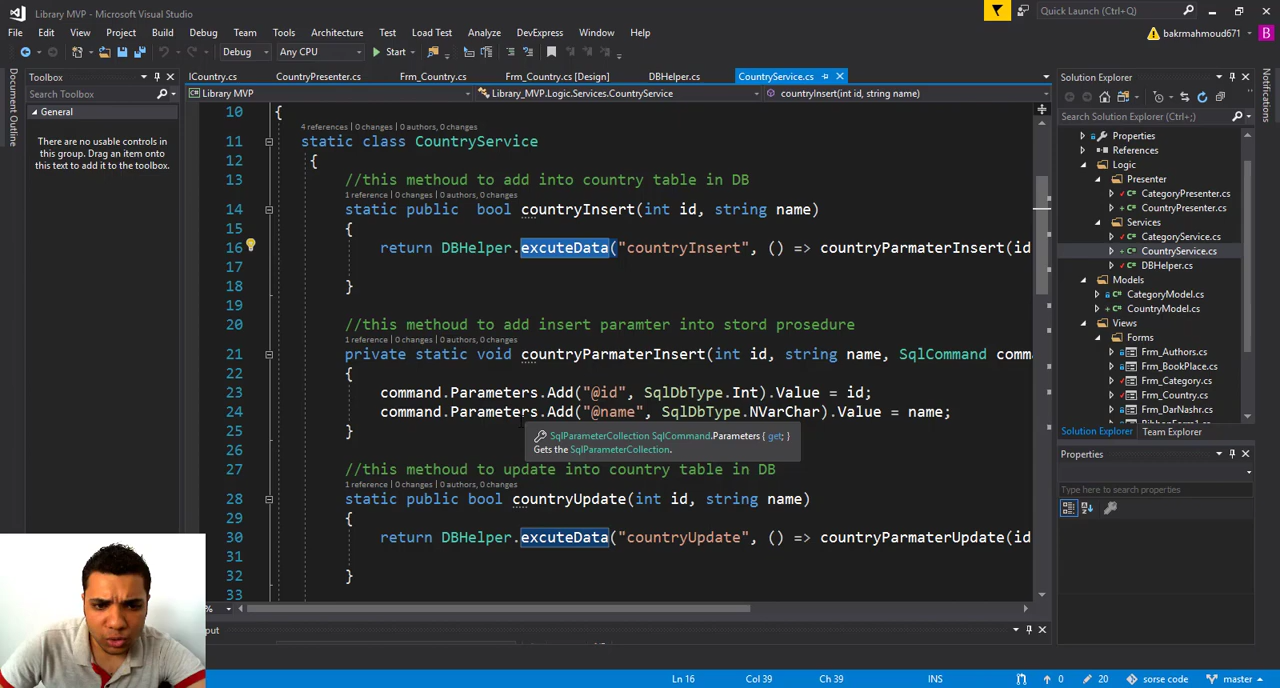 Library MVP - Microsoft Visual Studio
Quick Launch (Ctrl+Q)
File Edit View Project Build Debug Team Tools Architecture Test Load Test Analyze DevExpress Window Help
bakrmahmoud671 B
Debug Any CPU Start
Document Outline
Toolbox
Search Toolbox
General
There are no usable controls in
this group. Drag an item onto
this text to add it to the toolbox.
ICountry.cs CountryPresenter.cs Frm_Country.cs Frm_Country.cs [Design] DBHelper.cs CountryService.cs
Library MVP Library_MVP.Logic.Services.CountryService countryInsert(int id, string name)
10 {
4 references | 0 changes | 0 authors, 0 changes
11 static class CountryService
12 {
13 //this methoud to add into country table in DB
1 reference | 0 changes | 0 authors, 0 changes
14 static public bool countryInsert(int id, string name)
15 {
16 return DBHelper.excuteData("countryInsert", () => countryParmaterInsert(id
17
18 }
19
20 //this methoud to add insert paramter into stord prosedure
1 reference | 0 changes | 0 authors, 0 changes
21 private static void countryParmaterInsert(int id, string name, SqlCommand comma
22 {
23 command.Parameters.Add("@id", SqlDbType.Int).Value = id;
24 command.Parameters.Add("@name", SqlDbType.NVarChar).Value = name;
25 }
SqlParameterCollection SqlCommand.Parameters { get; }
Gets the SqlParameterCollection.
26
27 //this methoud to update into country table in DB
1 reference | 0 changes | 0 authors, 0 changes
28 static public bool countryUpdate(int id, string name)
29 {
30 return DBHelper.excuteData("countryUpdate", () => countryParmaterUpdate(id
31
32 }
33
%
put
Solution Explorer
Search Solution Explorer (Ctrl+;)
Properties
References
Logic
Presenter
CategoryPresenter.cs
CountryPresenter.cs
Services
CategoryService.cs
CountryService.cs
DBHelper.cs
Models
CategoryModel.cs
CountryModel.cs
Views
Forms
Frm_Authors.cs
Frm_BookPlace.cs
Frm_Category.cs
Frm_Country.cs
Frm_DarNashr.cs
Solution Explorer Team Explorer
Properties
Type here to search properties
Notifications
Ln 16 Col 39 Ch 39 INS 0 20 sorse code master